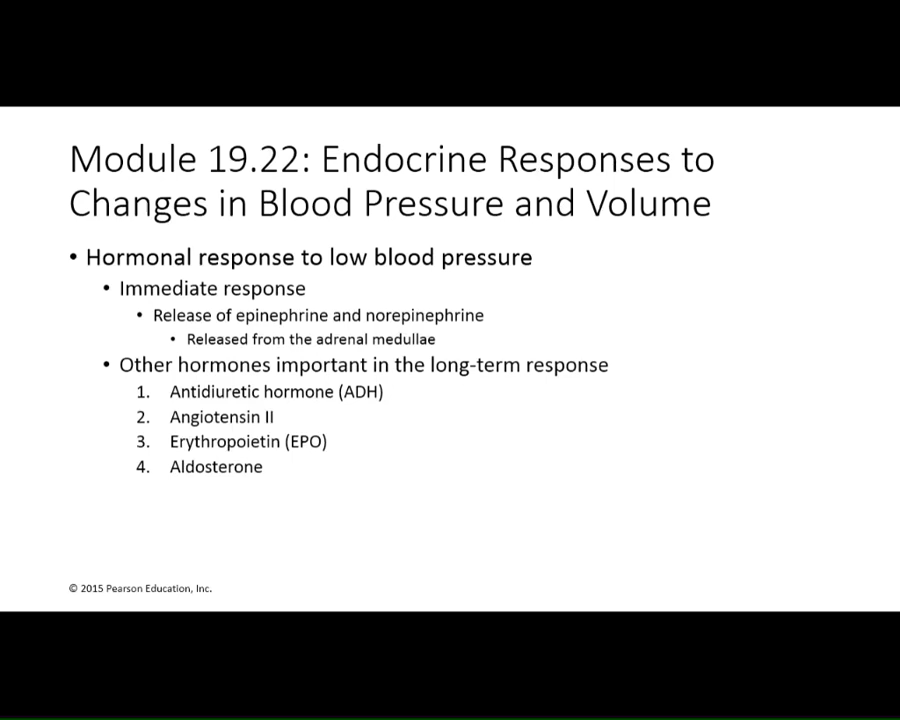 Module 19.22: Endocrine Responses to
Changes in Blood Pressure and Volume
• Hormonal response to low blood pressure
• Immediate response
• Release of epinephrine and norepinephrine
• Released from the adrenal medullae
• Other hormones important in the long-term response
1. Antidiuretic hormone (ADH)
2. Angiotensin II
3. Erythropoietin (EPO)
4. Aldosterone
© 2015 Pearson Education, Inc.